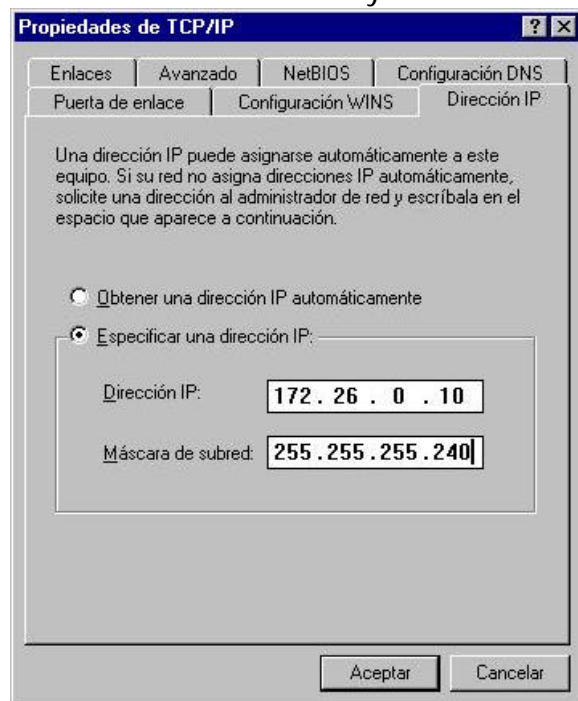 Propiedades de TCP/IP
Enlaces Avanzado NetBIOS Configuración DNS
Puerta de enlace Configuración WINS Dirección IP
Una dirección IP puede asignarse automáticamente a este
equipo. Si su red no asigna direcciones IP automáticamente,
solicite una dirección al administrador de red y escríbala en el
espacio que aparece a continuación.
Obtener una dirección IP automáticamente
Especificar una dirección IP:
Dirección IP: 172.26 . 0 . 10
Máscara de subred: 255.255.255.240
Aceptar Cancelar